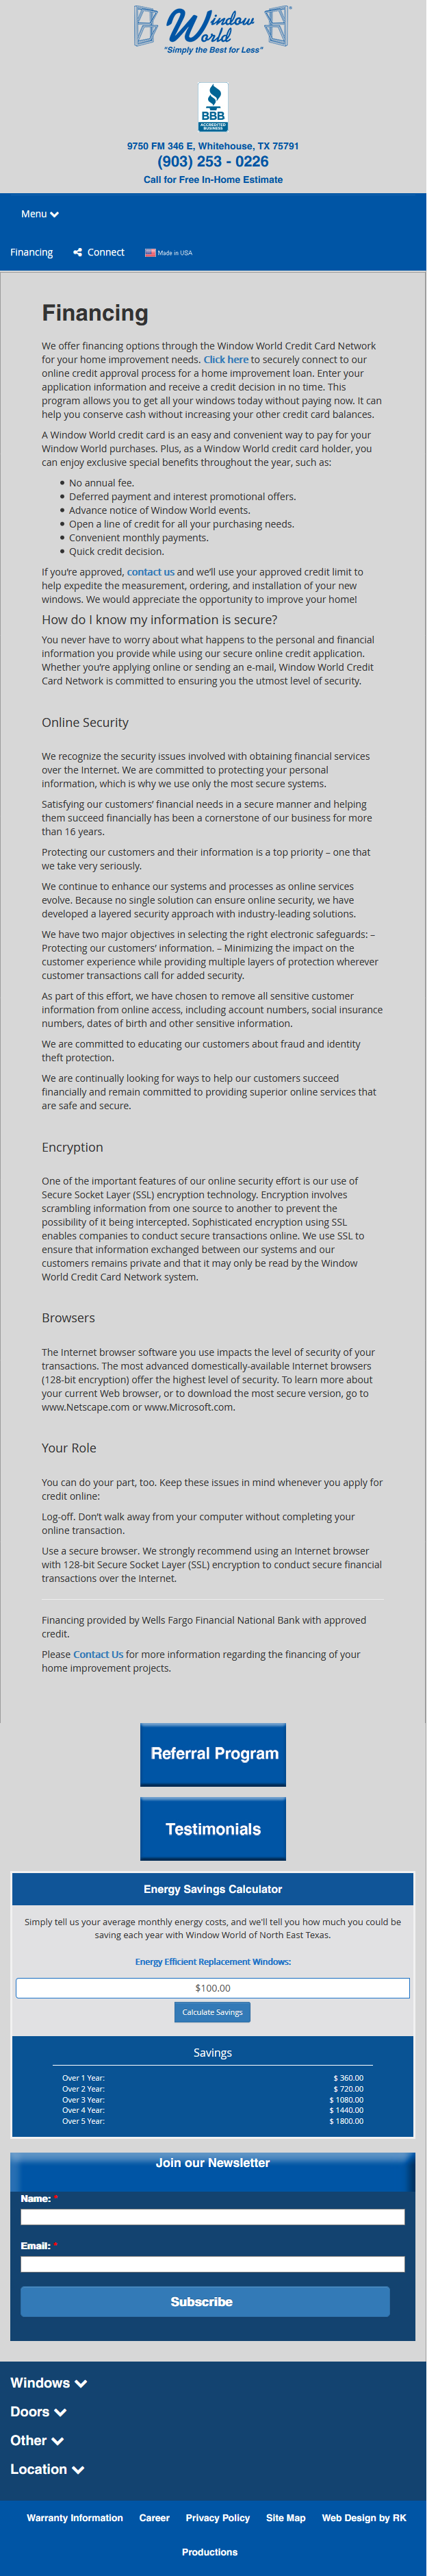 Window World
"Simply the Best for Less"
BBB
ACCREDITED BUSINESS
9750 FM 346 E, Whitehouse, TX 75791
(903) 253 - 0226
Call for Free In-Home Estimate
Menu
Financing Connect Made in USA
Financing
We offer financing options through the Window World Credit Card Network
for your home improvement needs. Click here to securely connect to our
online credit approval process for a home improvement loan. Enter your
application information and receive a credit decision in no time. This
program allows you to get all your windows today without paying now. It can
help you conserve cash without increasing your other credit card balances.
A Window World credit card is an easy and convenient way to pay for your
Window World purchases. Plus, as a Window World credit card holder, you
can enjoy exclusive special benefits throughout the year, such as:
No annual fee.
Deferred payment and interest promotional offers.
Advance notice of Window World events.
Open a line of credit for all your purchasing needs.
Convenient monthly payments.
Quick credit decision.
If you're approved, contact us and we'll use your approved credit limit to
help expedite the measurement, ordering, and installation of your new
windows. We would appreciate the opportunity to improve your home!
How do I know my information is secure?
You never have to worry about what happens to the personal and financial
information you provide while using our secure online credit application.
Whether you're applying online or sending an e-mail, Window World Credit
Card Network is committed to ensuring you the utmost level of security.
Online Security
We recognize the security issues involved with obtaining financial services
over the Internet. We are committed to protecting your personal
information, which is why we use only the most secure systems.
Satisfying our customers' financial needs in a secure manner and helping
them succeed financially has been a cornerstone of our business for more
than 16 years.
Protecting our customers and their information is a top priority – one that
we take very seriously.
We continue to enhance our systems and processes as online services
evolve. Because no single solution can ensure online security, we have
developed a layered security approach with industry-leading solutions.
We have two major objectives in selecting the right electronic safeguards: –
Protecting our customers' information. – Minimizing the impact on the
customer experience while providing multiple layers of protection wherever
customer transactions call for added security.
As part of this effort, we have chosen to remove all sensitive customer
information from online access, including account numbers, social insurance
numbers, dates of birth and other sensitive information.
We are committed to educating our customers about fraud and identity
theft protection.
We are continually looking for ways to help our customers succeed
financially and remain committed to providing superior online services that
are safe and secure.
Encryption
One of the important features of our online security effort is our use of
Secure Socket Layer (SSL) encryption technology. Encryption involves
scrambling information from one source to another to prevent the
possibility of it being intercepted. Sophisticated encryption using SSL
enables companies to conduct secure transactions online. We use SSL to
ensure that information exchanged between our systems and our
customers remains private and that it may only be read by the Window
World Credit Card Network system.
Browsers
The Internet browser software you use impacts the level of security of your
transactions. The most advanced domestically-available Internet browsers
(128-bit encryption) offer the highest level of security. To learn more about
your current Web browser, or to download the most secure version, go to
www.Netscape.com or www.Microsoft.com.
Your Role
You can do your part, too. Keep these issues in mind whenever you apply for
credit online:
Log-off. Don't walk away from your computer without completing your
online transaction.
Use a secure browser. We strongly recommend using an Internet browser
with 128-bit Secure Socket Layer (SSL) encryption to conduct secure financial
transactions over the Internet.
Financing provided by Wells Fargo Financial National Bank with approved
credit.
Please Contact Us for more information regarding the financing of your
home improvement projects.
Referral Program
Testimonials
Energy Savings Calculator
Simply tell us your average monthly energy costs, and we'll tell you how much you could be
saving each year with Window World of North East Texas.
Energy Efficient Replacement Windows:
$100.00
Calculate Savings
Savings
Over 1 Year: $ 360.00
Over 2 Year: $ 720.00
Over 3 Year: $ 1080.00
Over 4 Year: $ 1440.00
Over 5 Year: $ 1800.00
Join our Newsletter
Name: *
Email: *
Subscribe
Windows
Doors
Other
Location
Warranty Information Career Privacy Policy Site Map Web Design by RK
Productions